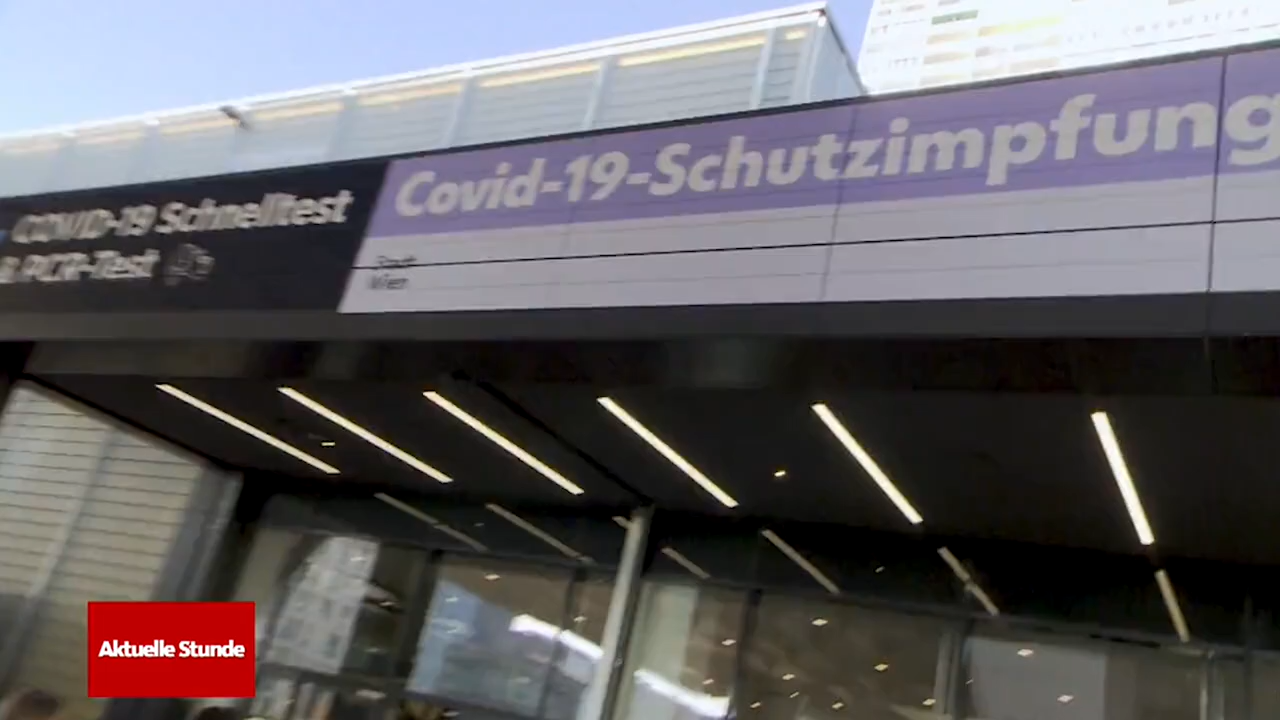 COVID-19 Schnelltest
& PCR-Test
Covid-19-Schutzimpfung
Stadt
Wien
Aktuelle Stunde